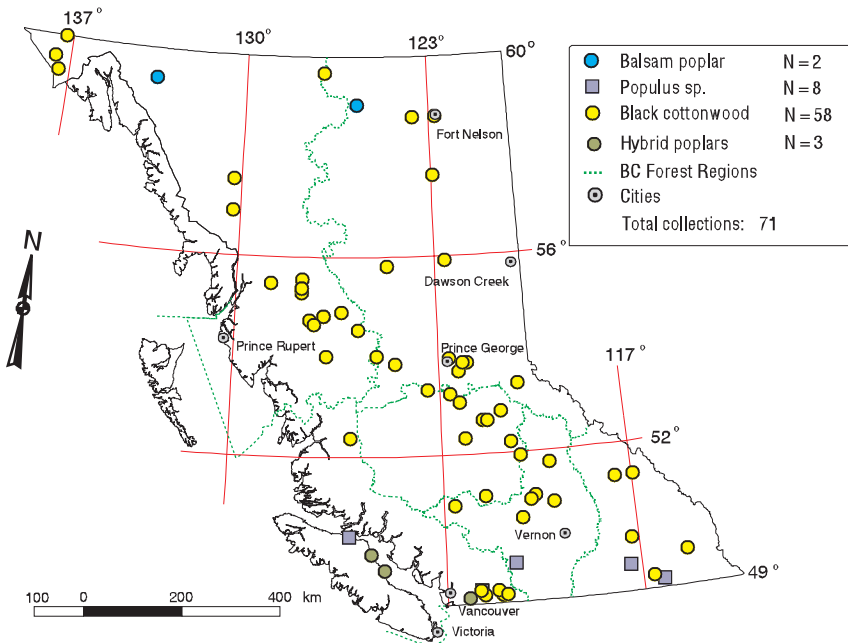 137°
130°
123°
60°
Balsam poplar N = 2
Populus sp. N = 8
Black cottonwood N = 58
Hybrid poplars N = 3
BC Forest Regions
Cities
Total collections: 71
Fort Nelson
N
56°
Dawson Creek
Prince Rupert
Prince George
117°
52°
Vernon
49°
100 0 200 400 km
Vancouver
Victoria